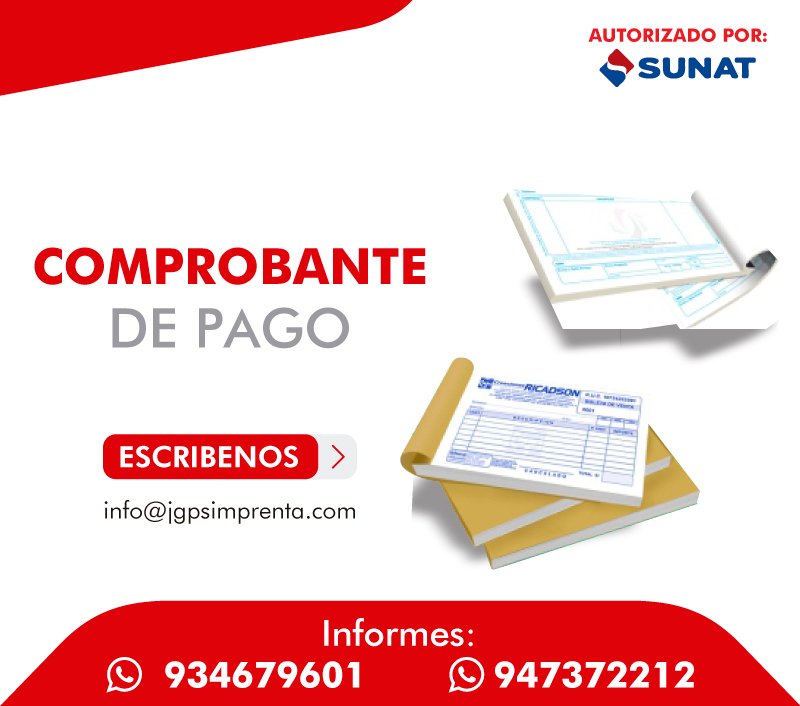 AUTORIZADO POR:
SUNAT
COMPROBANTE
DE PAGO
RICADSON
BOLETA DE VENTA
CANCELADO
ESCRIBENOS
info@jgpsimprenta.com
Informes:
934679601
947372212